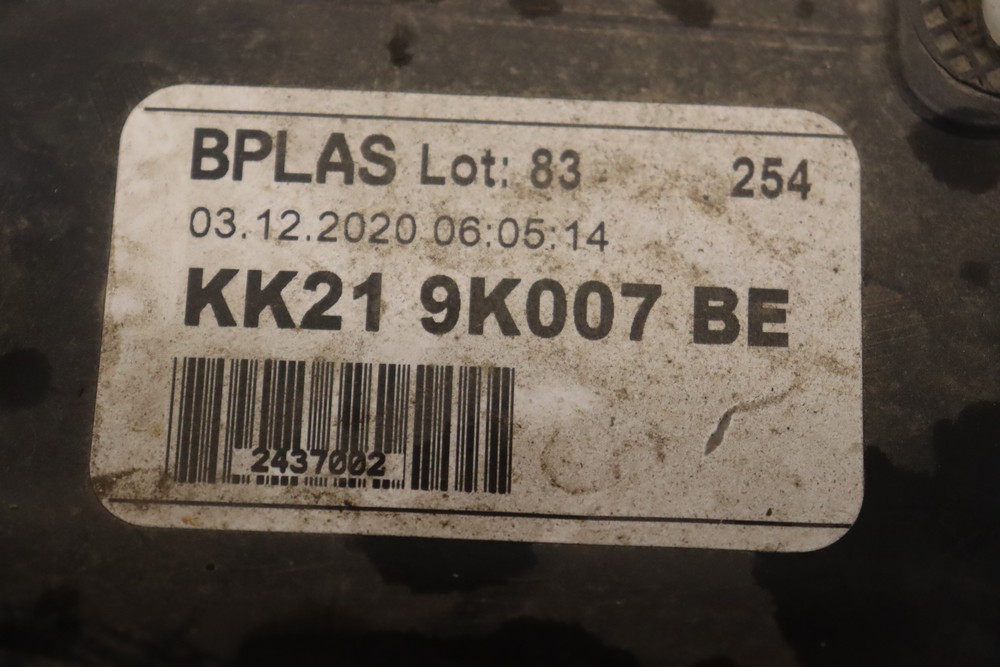 BPLAS Lot: 83 254
03.12.2020 06:05:14
KK21 9K007 BE
2437002